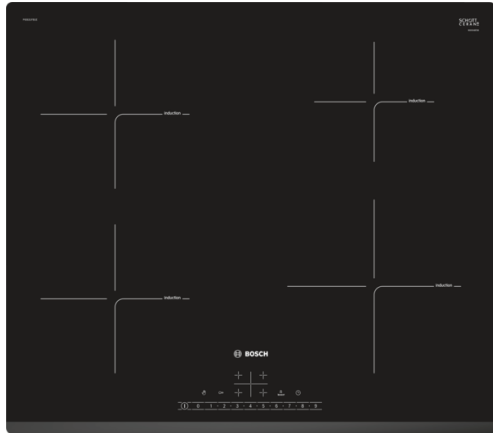 SCHOTT
CERAN®
Induction
Induction
Induction
Induction
BOSCH
0 1 • 2 • 3 • 4 • 5 • 6 • 7 • 8 • 9